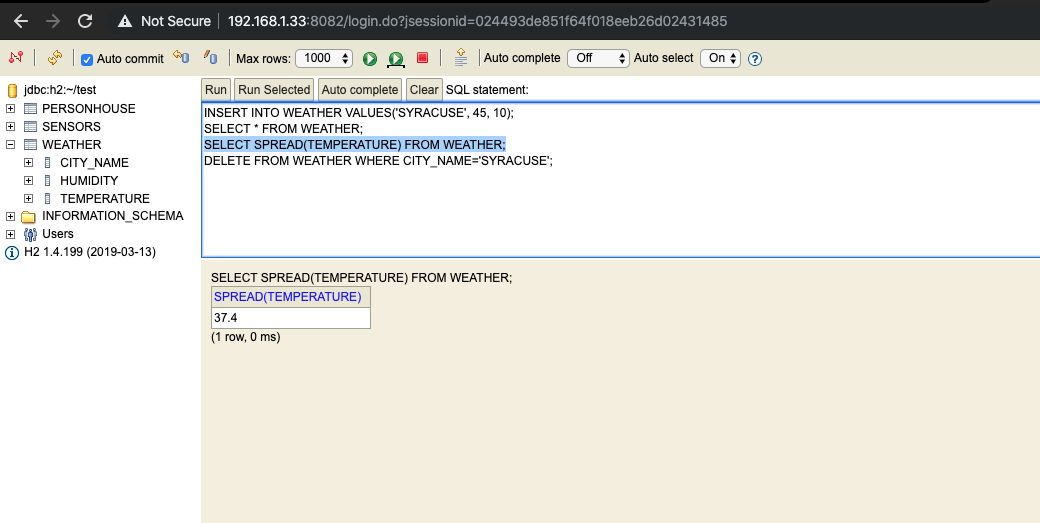 Not Secure 192.168.1.33:8082/login.do?jsessionid=024493de851f64f018eeb26d02431485
Auto commit Max rows: 1000 Auto complete Off Auto select On ?
jdbc:h2:~/test
PERSONHOUSE
SENSORS
WEATHER
CITY_NAME
HUMIDITY
TEMPERATURE
INFORMATION_SCHEMA
Users
H2 1.4.199 (2019-03-13)
Run Run Selected Auto complete Clear SQL statement:
INSERT INTO WEATHER VALUES('SYRACUSE', 45, 10);
SELECT * FROM WEATHER;
SELECT SPREAD(TEMPERATURE) FROM WEATHER;
DELETE FROM WEATHER WHERE CITY_NAME='SYRACUSE';
SELECT SPREAD(TEMPERATURE) FROM WEATHER;
SPREAD(TEMPERATURE)
37.4
(1 row, 0 ms)